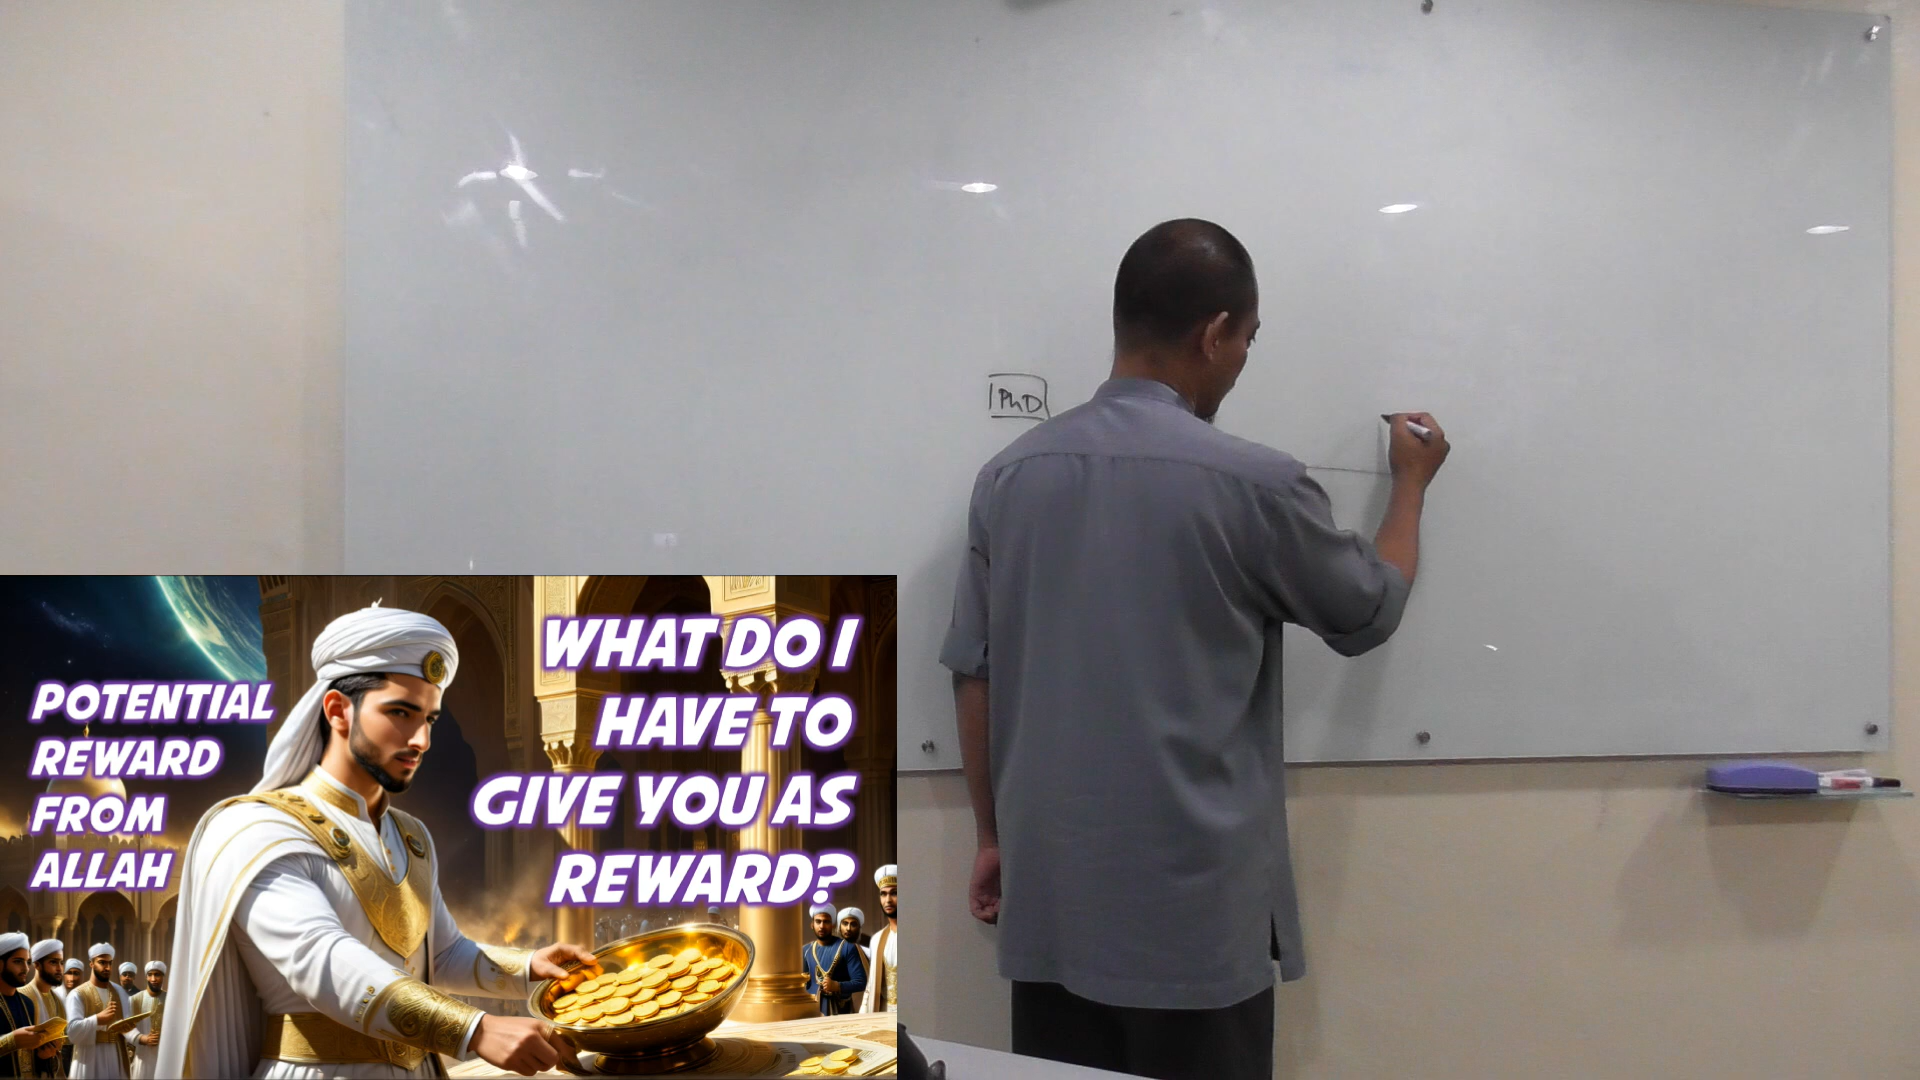 PhD
POTENTIAL
REWARD
FROM
ALLAH
WHAT DO I
HAVE TO
GIVE YOU AS
REWARD?